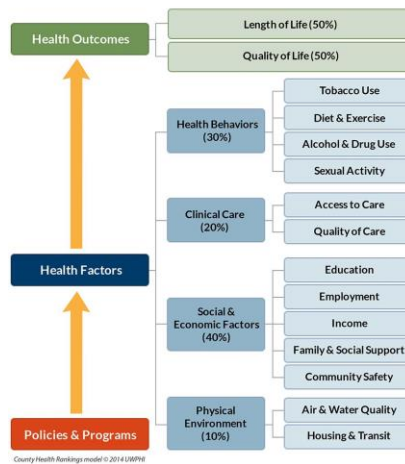 Health Outcomes
Length of Life (50%)
Quality of Life (50%)
Health Factors
Health Behaviors
(30%)
Tobacco Use
Diet & Exercise
Alcohol & Drug Use
Sexual Activity
Clinical Care
(20%)
Access to Care
Quality of Care
Social &
Economic Factors
(40%)
Education
Employment
Income
Family & Social Support
Community Safety
Physical
Environment
(10%)
Air & Water Quality
Housing & Transit
Policies & Programs
County Health Rankings model © 2014 UWPHI